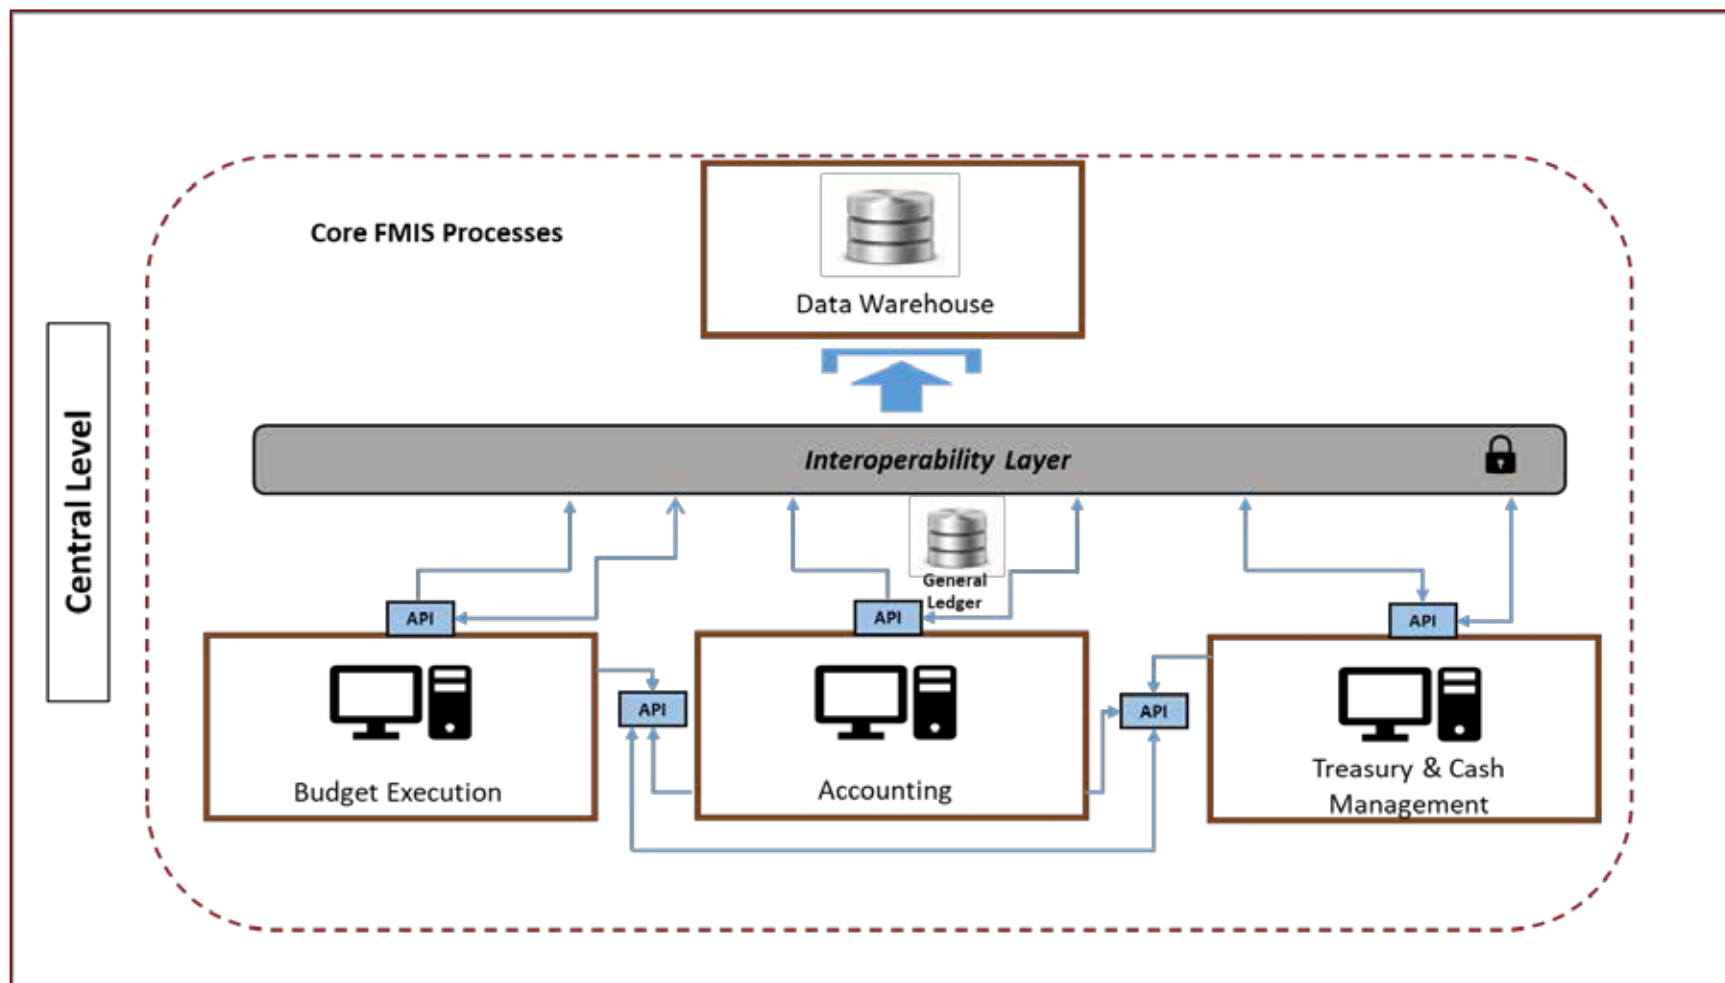 Core FMIS Processes
Data Warehouse
Central Level
Interoperability Layer
General
Ledger
API
API
API
API
API
Budget Execution
Accounting
Treasury & Cash
Management